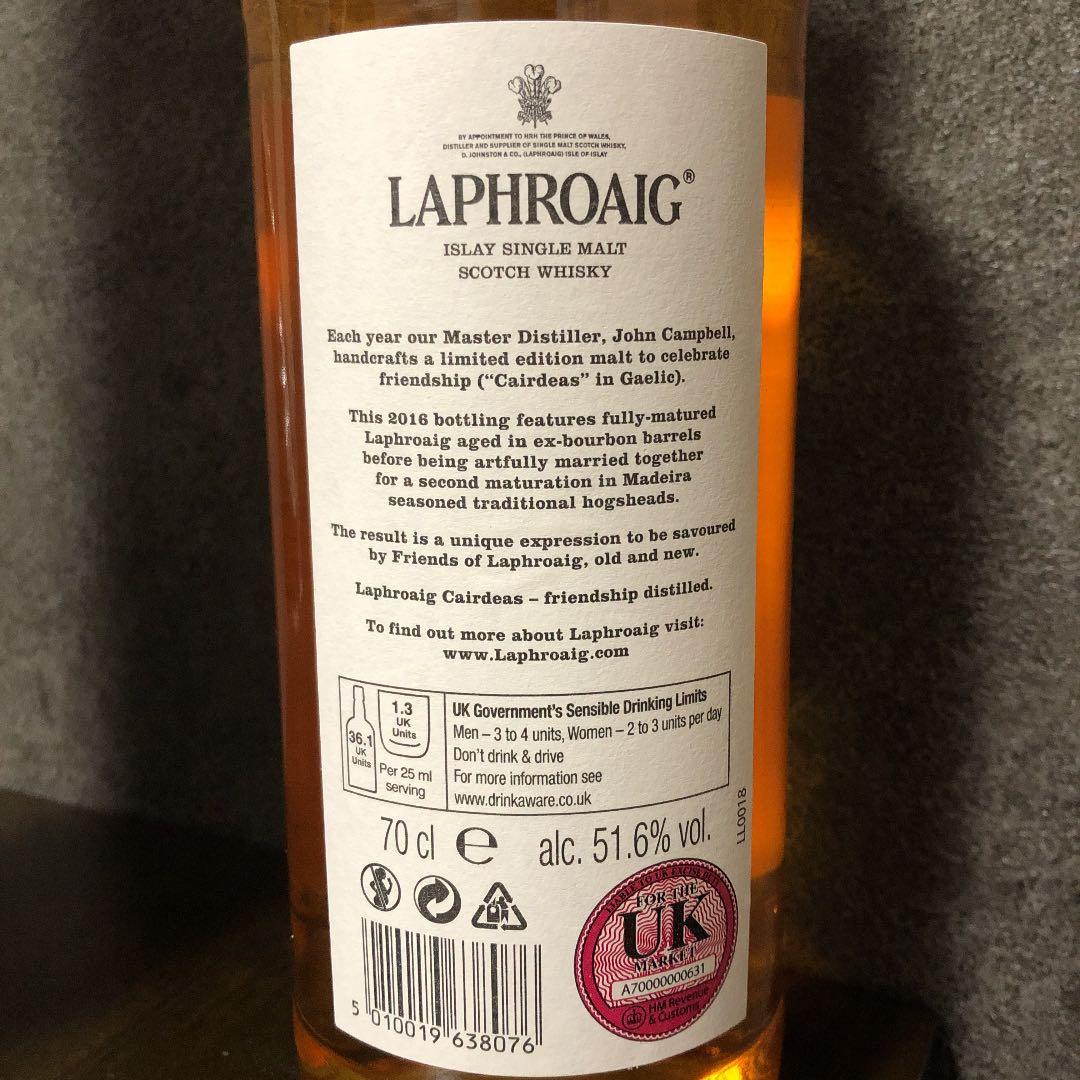 BY APPOINTMENT TO HRH THE PRINCE OF WALES,
DISTILLER AND SUPPLIER OF SINGLE MALT SCOTCH WHISKY,
D. JOHNSTON & CO., (LAPHROAIG) ISLE OF ISLAY
LAPHROAIG®
ISLAY SINGLE MALT
SCOTCH WHISKY
Each year our Master Distiller, John Campbell,
handcrafts a limited edition malt to celebrate
friendship (“Cairdeas” in Gaelic).
This 2016 bottling features fully-matured
Laphroaig aged in ex-bourbon barrels
before being artfully married together
for a second maturation in Madeira
seasoned traditional hogsheads.
The result is a unique expression to be savoured
by Friends of Laphroaig, old and new.
Laphroaig Cairdeas – friendship distilled.
To find out more about Laphroaig visit:
www.Laphroaig.com
36.1
UK
Units
1.3
UK
Units
Per 25 ml
serving
UK Government's Sensible Drinking Limits
Men – 3 to 4 units, Women – 2 to 3 units per day
Don't drink & drive
For more information see
www.drinkaware.co.uk
LL0018
70 cl e alc. 51.6% vol.
LIABLE TO UK EXCISE DUTY
FOR THE
UK
MARKET
A70000000631
HM Revenue
& Customs
5 010019 638076